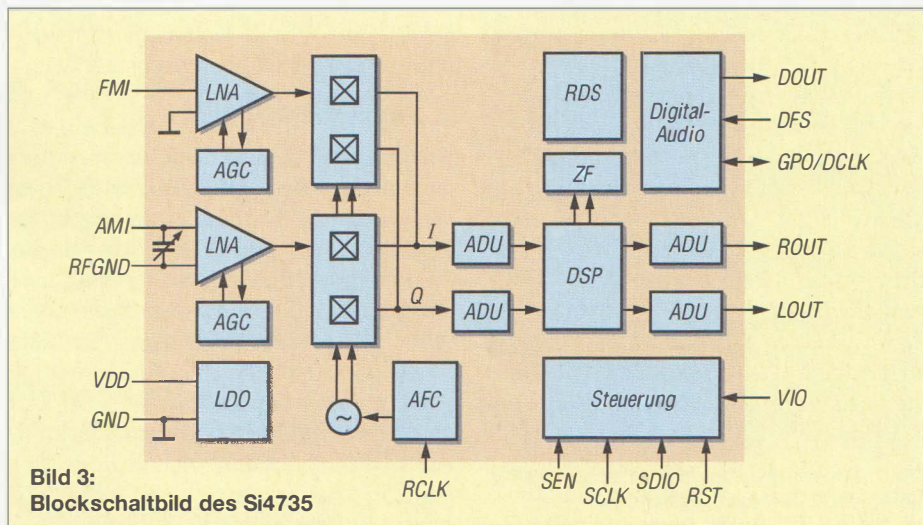 FMI
LNA
AGC
AMI
RFGND
LNA
AGC
VDD
GND
LDO
~
AFC
RCLK
I
Q
ADU
ADU
RDS
ZF
DSP
Digital-
Audio
DOUT
DFS
GPO/DCLK
ADU
ROUT
ADU
LOUT
Steuerung
VIO
SEN
SCLK
SDIO
RST
Bild 3:
Blockschaltbild des Si4735